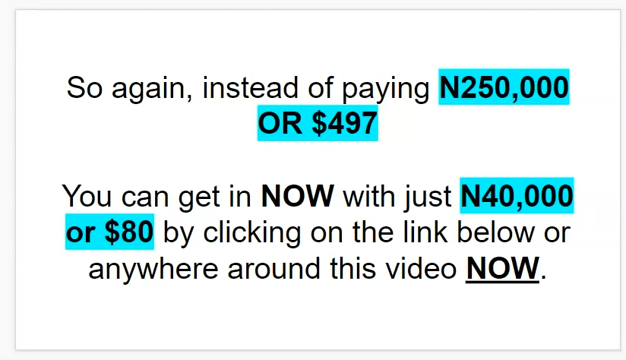 So again, instead of paying N250,000
OR $497
You can get in NOW with just N40,000
or $80 by clicking on the link below or
anywhere around this video NOW.